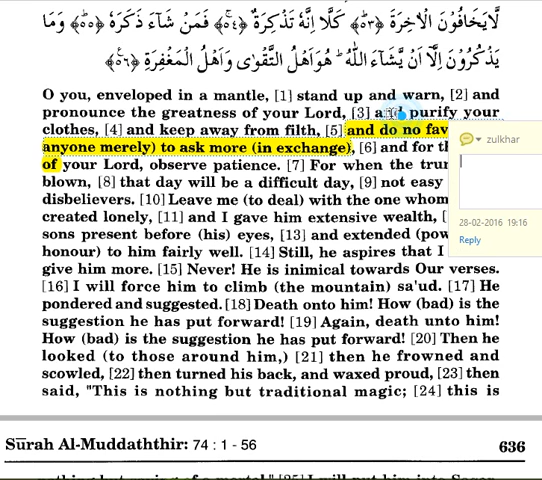 لَّايَخَافُوْنَ الْاٰخِرَةَ ﴿٥٣﴾ كَلَّآ اِنَّهٗ تَذْكِرَةٌ ﴿٥٤﴾ فَمَنْ شَآءَ ذَكَرَهٗ ﴿٥٥﴾ وَمَا
يَذْكُرُوْنَ اِلَّآ اَنْ يَّشَآءَ اللّٰهُ ؕ هُوَ اَهْلُ التَّقْوٰى وَاَهْلُ الْمَغْفِرَةِ ﴿٥٦﴾
O you, enveloped in a mantle, [1] stand up and warn, [2] and
pronounce the greatness of your Lord, [3] and purify your
clothes, [4] and keep away from filth, [5] and do no fav
anyone merely) to ask more (in exchange), [6] and for th
of your Lord, observe patience. [7] For when the trum
blown, [8] that day will be a difficult day, [9] not easy
disbelievers. [10] Leave me (to deal) with the one whom
created lonely, [11] and I gave him extensive wealth, [
sons present before (his) eyes, [13] and extended (pow
honour) to him fairly well. [14] Still, he aspires that I
give him more. [15] Never! He is inimical towards Our verses.
[16] I will force him to climb (the mountain) sa'ud. [17] He
pondered and suggested. [18] Death onto him! How (bad) is the
suggestion he has put forward! [19] Again, death unto him!
How (bad) is the suggestion he has put forward! [20] Then he
looked (to those around him,) [21] then he frowned and
scowled, [22] then turned his back, and waxed proud, [23] then
said, "This is nothing but traditional magic; [24] this is
zulkhar
28-02-2016 19:16
Reply
Sūrah Al-Muddaththir: 74 : 1 - 56
636